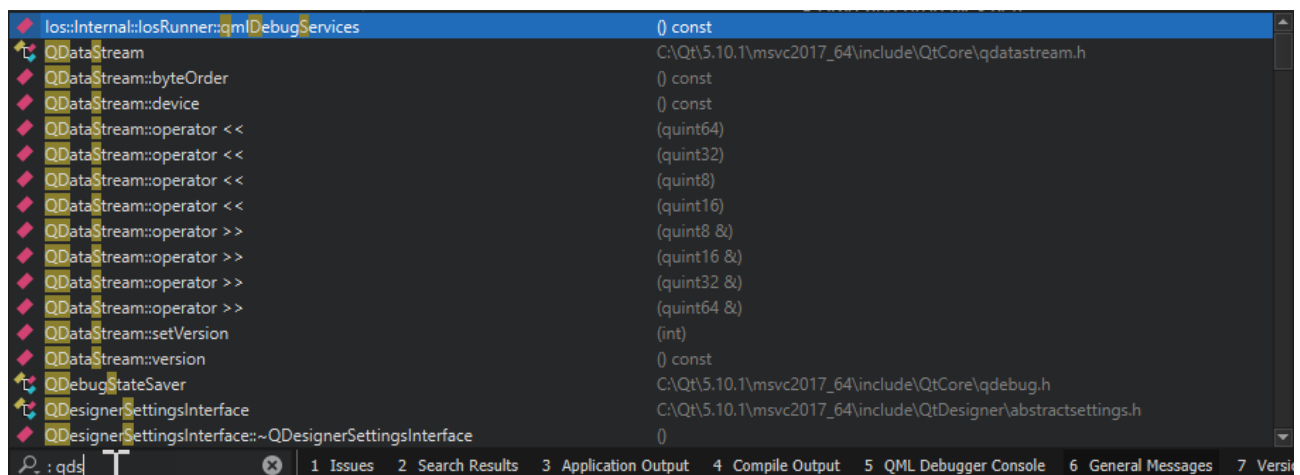 Ios::Internal::IosRunner::qmlDebugServices () const
QDataStream C:\Qt\5.10.1\msvc2017_64\include\QtCore\qdatastream.h
QDataStream::byteOrder () const
QDataStream::device () const
QDataStream::operator << (quint64)
QDataStream::operator << (quint32)
QDataStream::operator << (quint8)
QDataStream::operator << (quint16)
QDataStream::operator >> (quint8 &)
QDataStream::operator >> (quint16 &)
QDataStream::operator >> (quint32 &)
QDataStream::operator >> (quint64 &)
QDataStream::setVersion (int)
QDataStream::version () const
QDebugStateSaver C:\Qt\5.10.1\msvc2017_64\include\QtCore\qdebug.h
QDesignerSettingsInterface C:\Qt\5.10.1\msvc2017_64\include\QtDesigner\abstractsettings.h
QDesignerSettingsInterface::~QDesignerSettingsInterface ()
: qds 1 Issues 2 Search Results 3 Application Output 4 Compile Output 5 QML Debugger Console 6 General Messages 7